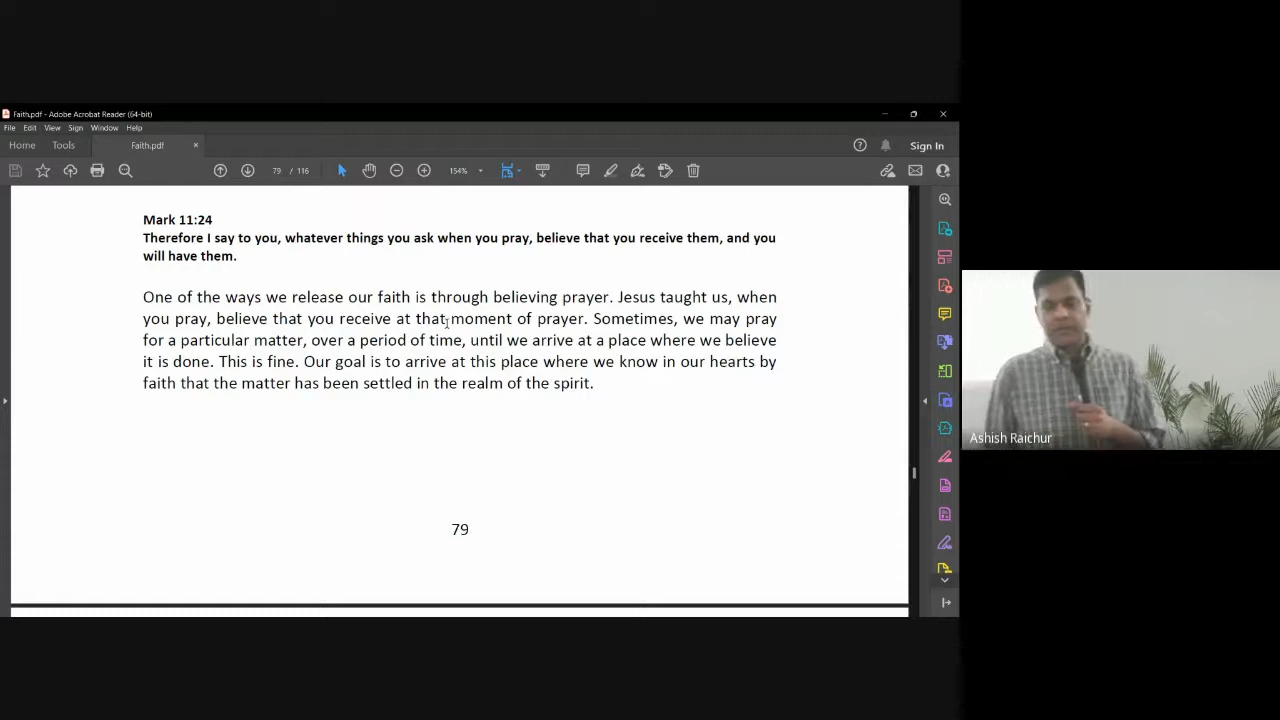 Faith.pdf - Adobe Acrobat Reader (64-bit)
File Edit View Sign Window Help
Home Tools Faith.pdf × Sign In
79 / 116 154%
Mark 11:24
Therefore I say to you, whatever things you ask when you pray, believe that you receive them, and you
will have them.
One of the ways we release our faith is through believing prayer. Jesus taught us, when
you pray, believe that you receive at that moment of prayer. Sometimes, we may pray
for a particular matter, over a period of time, until we arrive at a place where we believe
it is done. This is fine. Our goal is to arrive at this place where we know in our hearts by
faith that the matter has been settled in the realm of the spirit.
79
Ashish Raichur